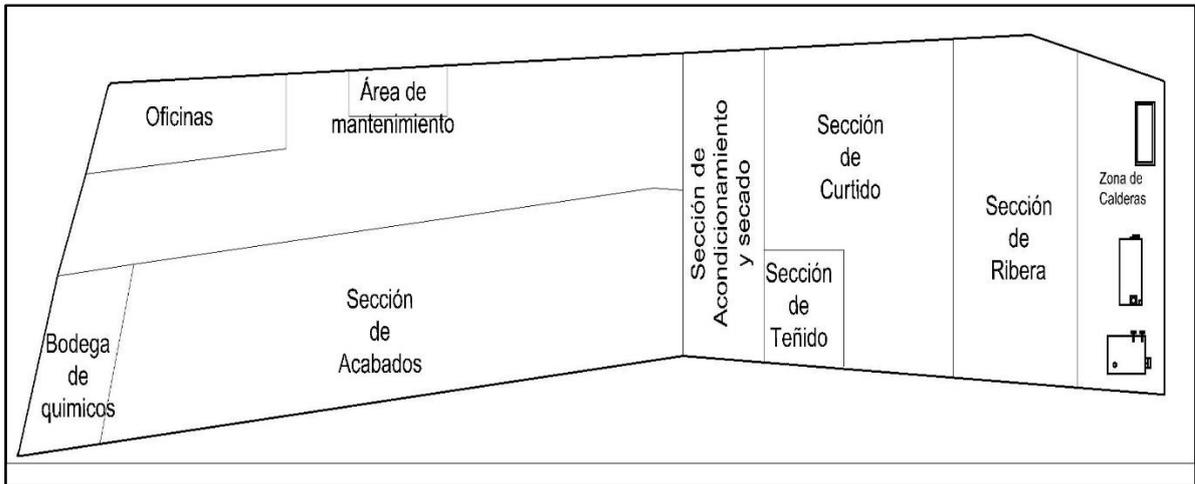 Oficinas
Área de
mantenimiento
Bodega
de
quimicos
Sección
de
Acabados
Sección de
Acondicionamiento
y secado
Sección
de
Curtido
Sección
de
Teñido
Sección
de
Ribera
Zona de
Calderas